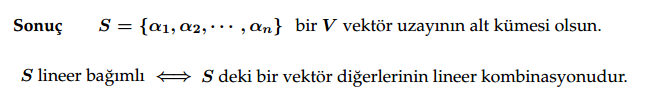 Sonuç S = {α₁, α₂, ⋯ , αₙ} bir V vektör uzayının alt kümesi olsun.
S lineer bağımlı ⟺ S deki bir vektör diğerlerinin lineer kombinasyonudur.